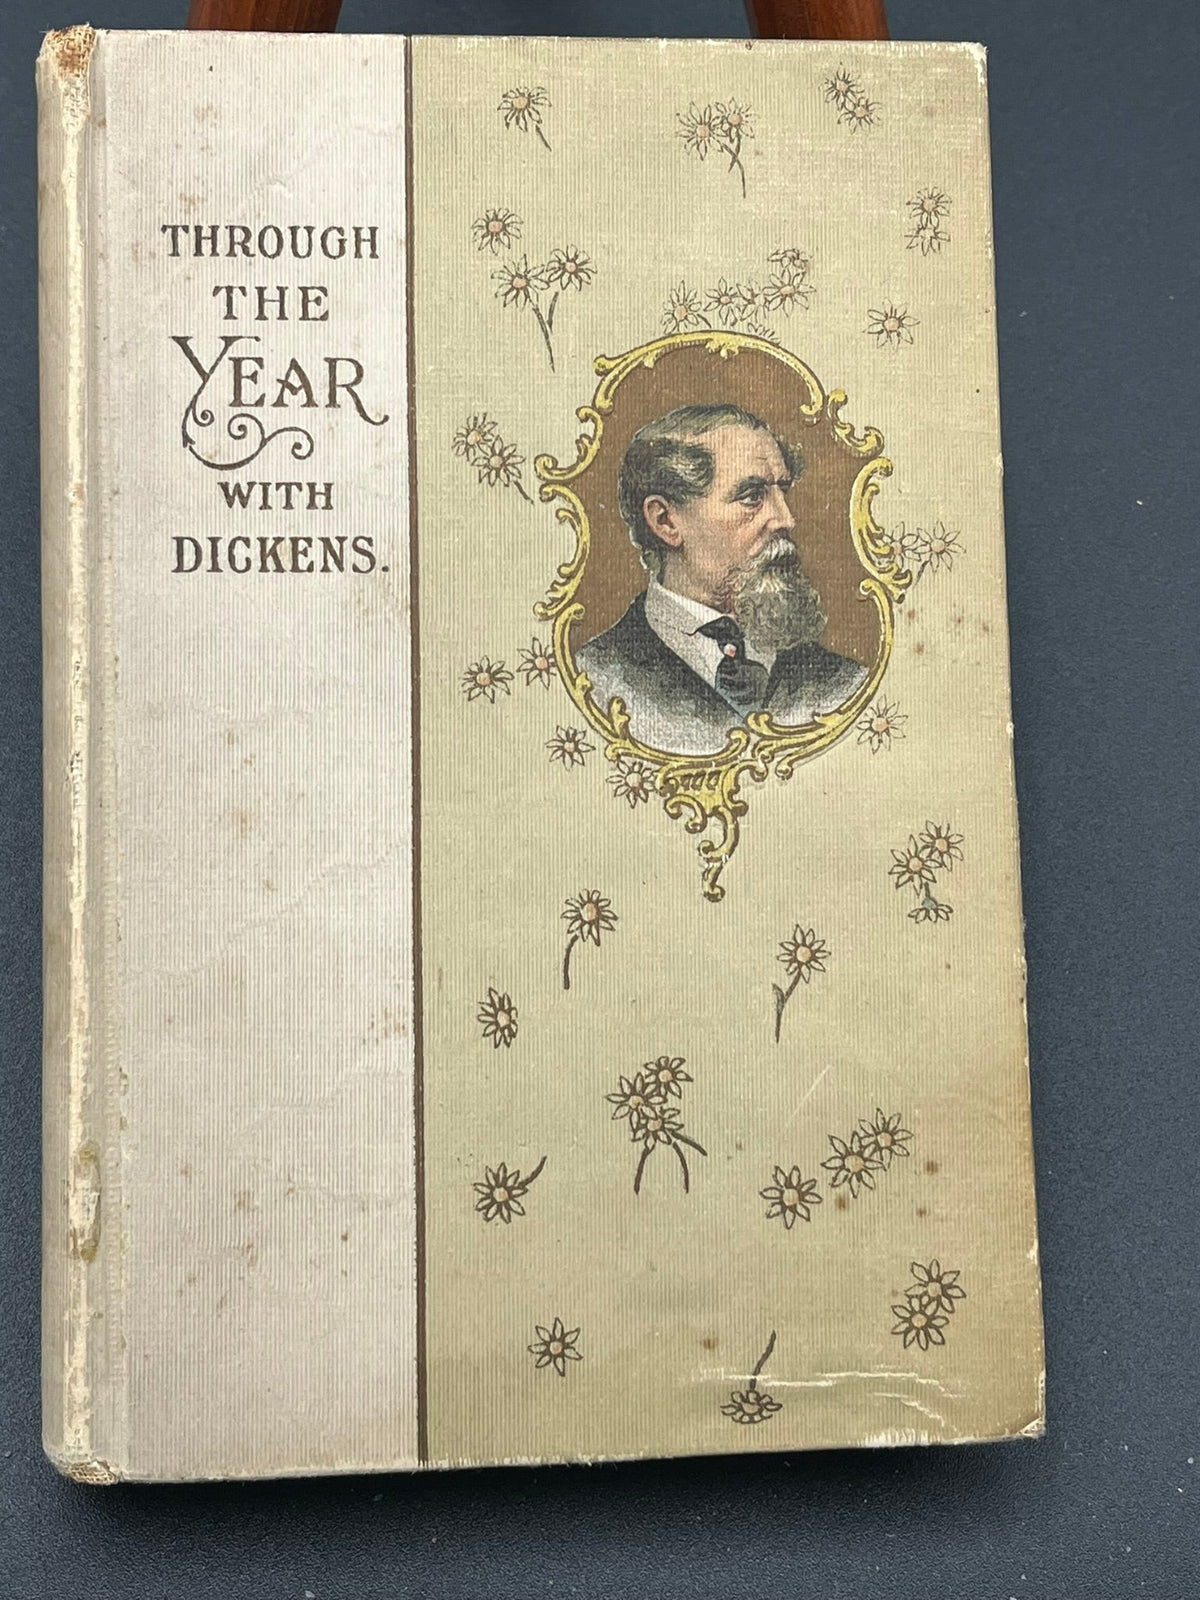 THROUGH
THE
YEAR
WITH
DICKENS.